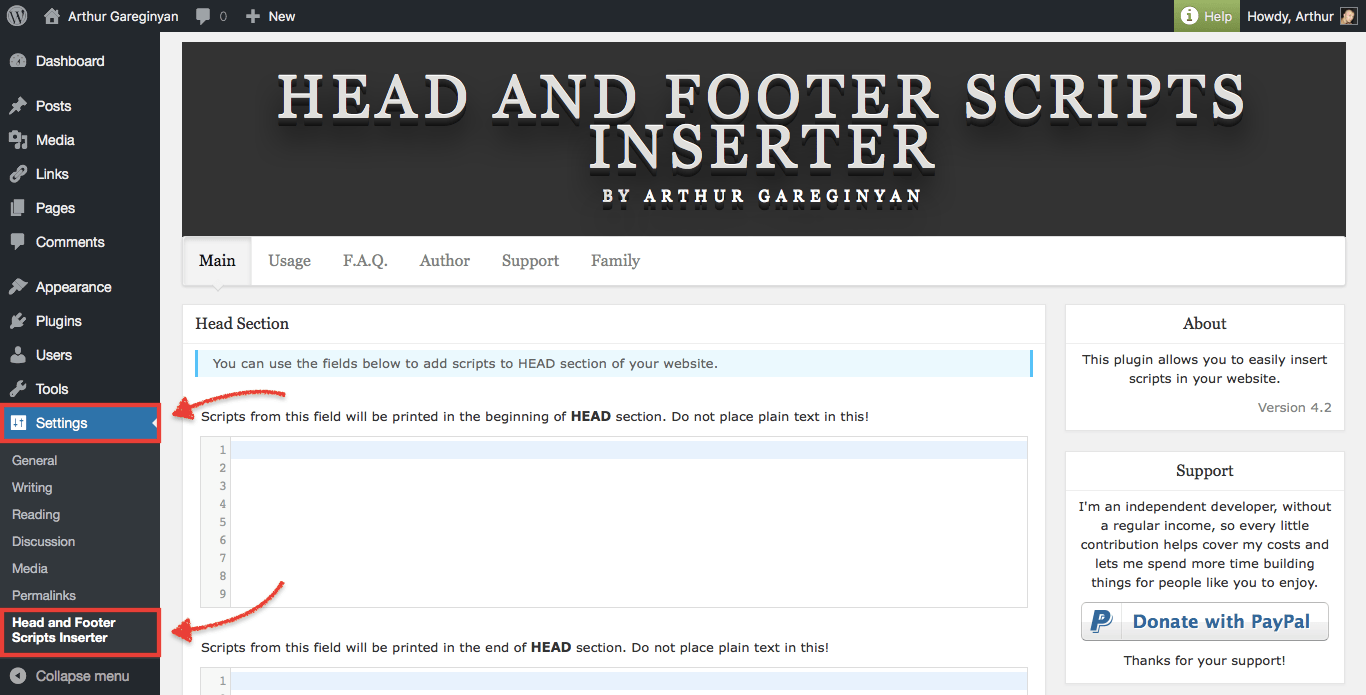 Arthur Gareginyan
0
New
Help
Howdy, Arthur
Dashboard
Posts
Media
Links
Pages
Comments
Appearance
Plugins
Users
Tools
Settings
General
Writing
Reading
Discussion
Media
Permalinks
Head and Footer
Scripts Inserter
Collapse menu
HEAD AND FOOTER SCRIPTS
INSERTER
BY ARTHUR GAREGINYAN
Main
Usage
F.A.Q.
Author
Support
Family
Head Section
You can use the fields below to add scripts to HEAD section of your website.
Scripts from this field will be printed in the beginning of HEAD section. Do not place plain text in this!
1
2
3
4
5
6
7
8
9
Scripts from this field will be printed in the end of HEAD section. Do not place plain text in this!
1
About
This plugin allows you to easily insert
scripts in your website.
Version 4.2
Support
I'm an independent developer, without
a regular income, so every little
contribution helps cover my costs and
lets me spend more time building
things for people like you to enjoy.
Donate with PayPal
Thanks for your support!